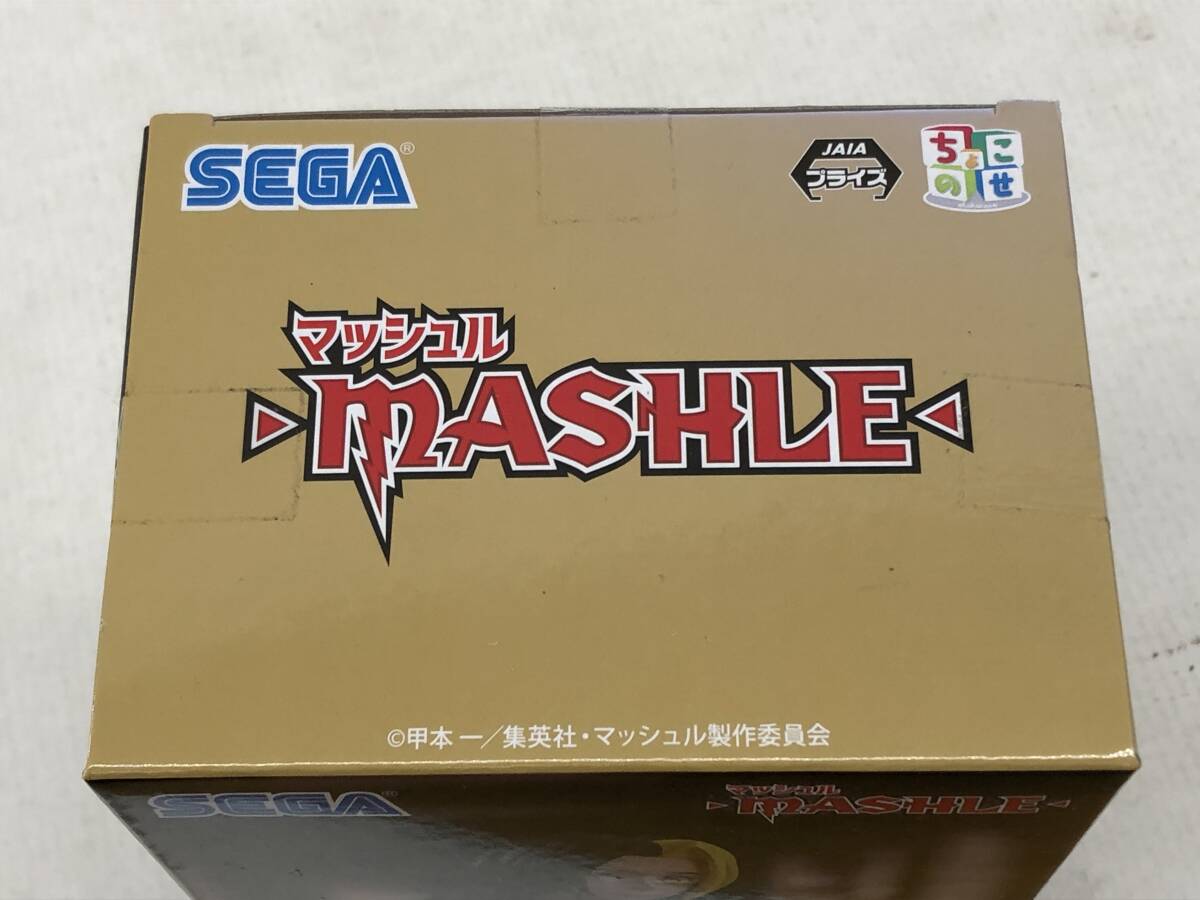 SEGA®
JAIA
プライズ
ちょこ
のせ
マッシュル
MASHLE
©甲本 一／集英社・マッシュル製作委員会
SEGA®
マッシュル
MASHLE